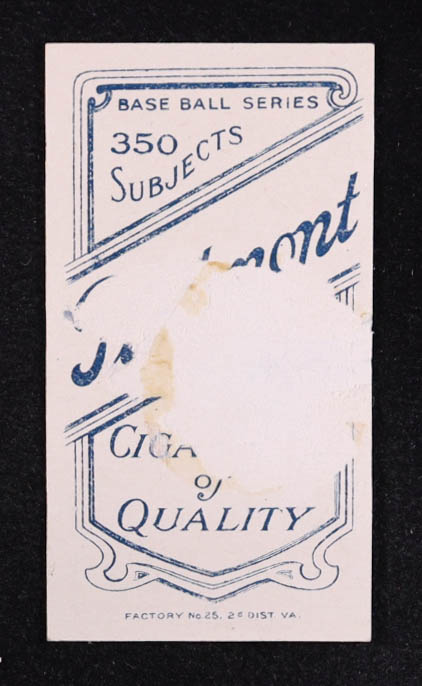 BASE BALL SERIES
350
SUBJECTS
OF
QUALITY
FACTORY No 25, 2d DIST. VA.